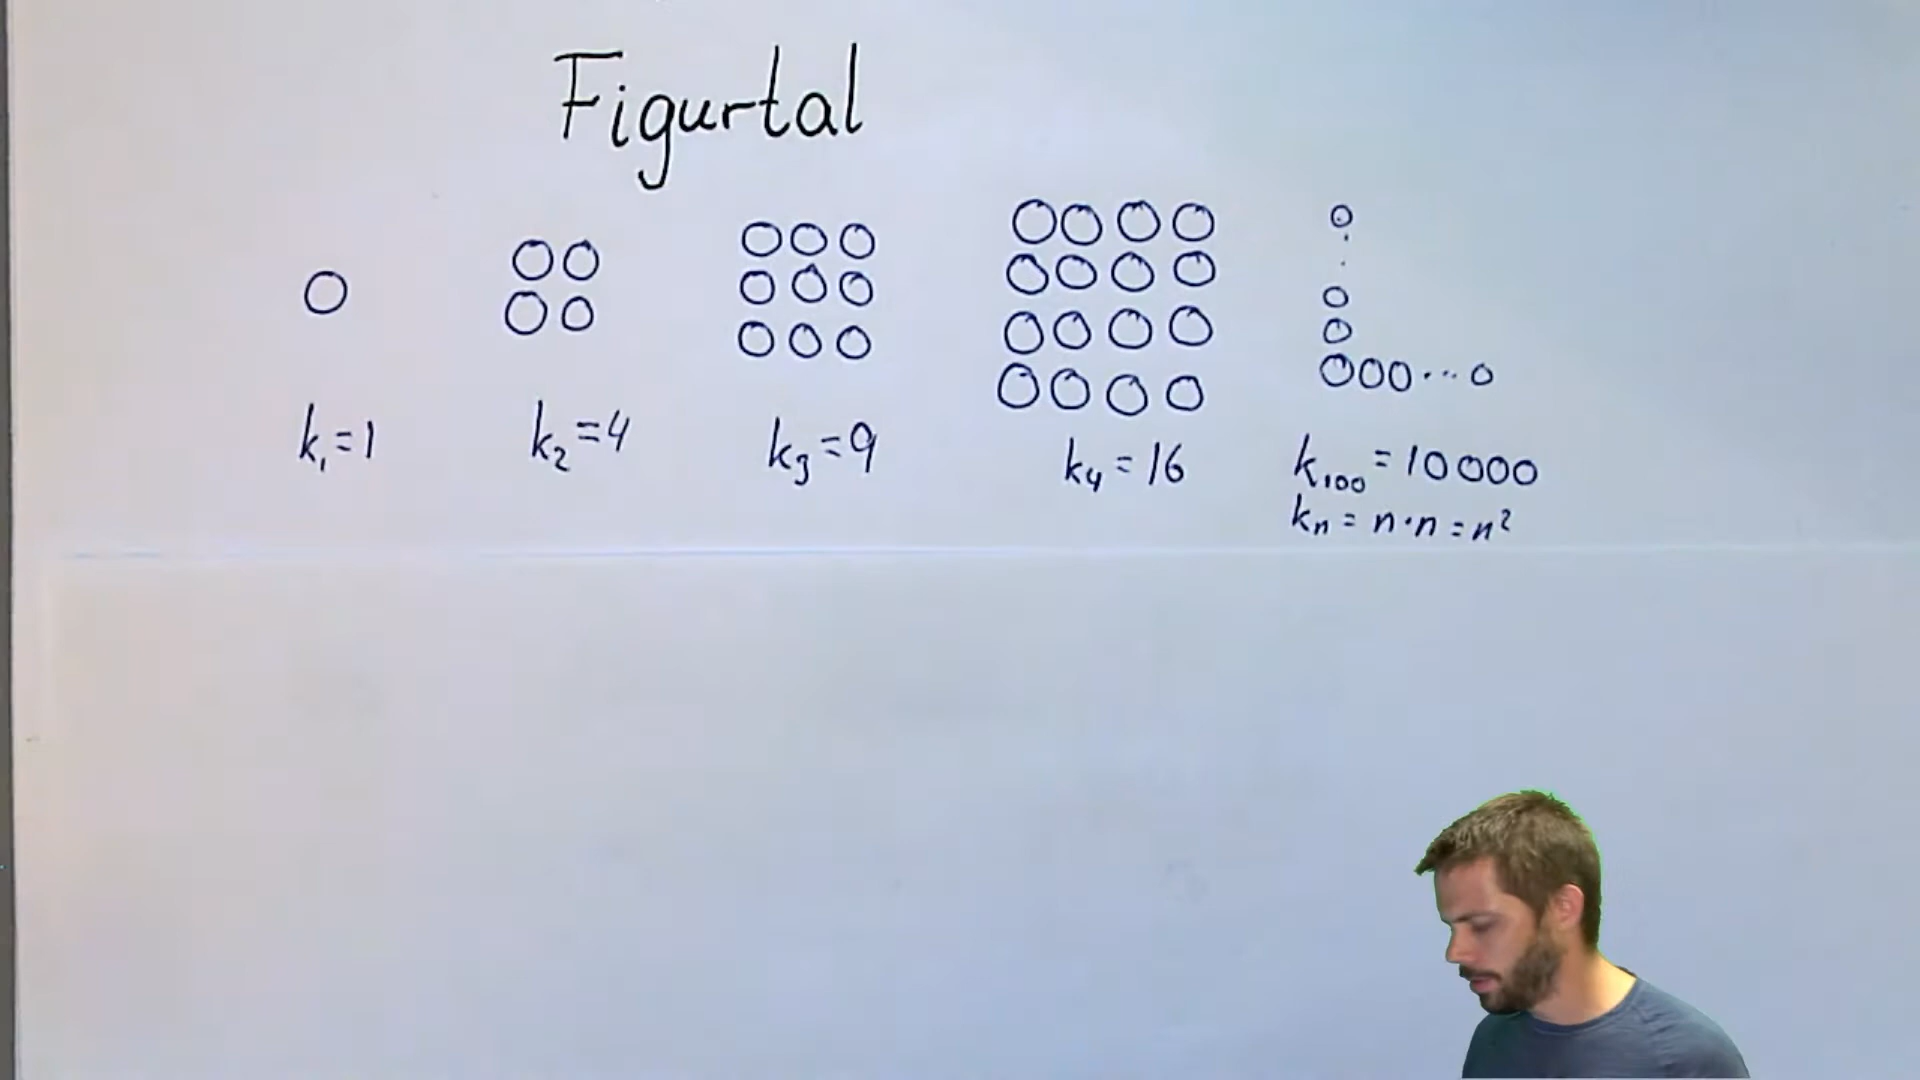 Figurtal
k₁=1 k₂=4 k₃=9 k₄=16 k₁₀₀=10000
kₙ=n·n=n²